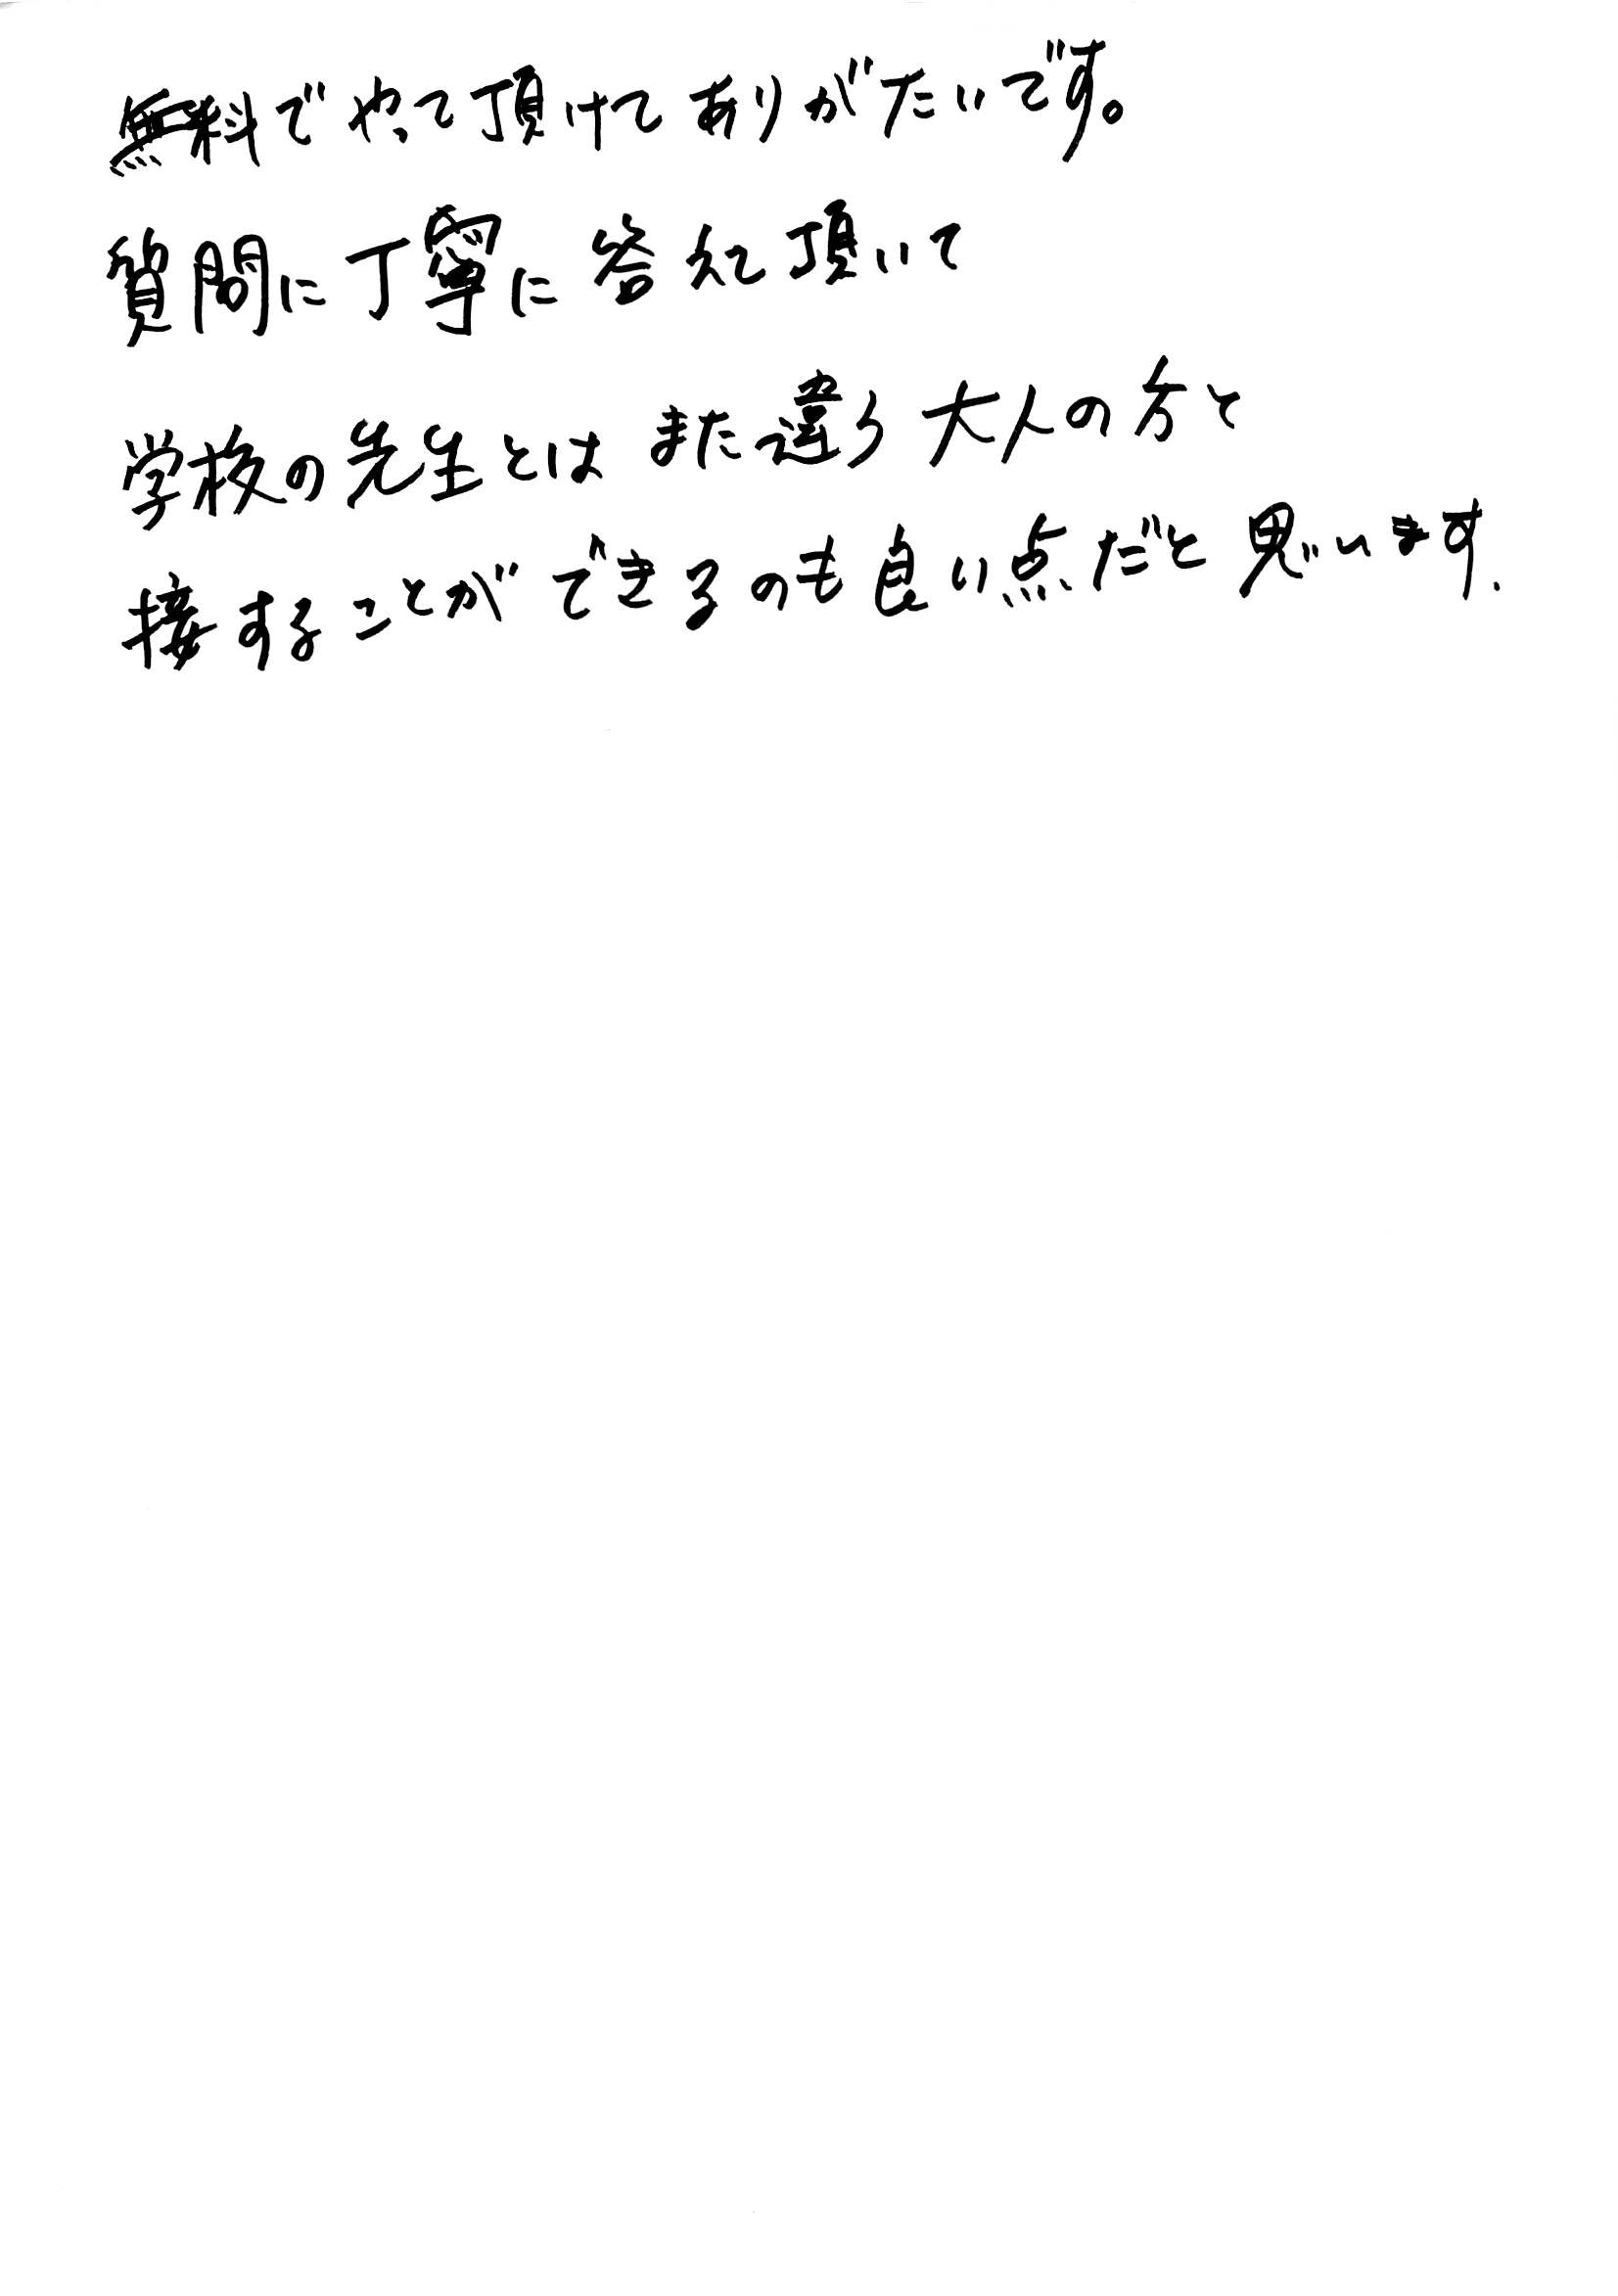 無料でやって頂けてありがたいです。
質問に丁寧に答えて頂いて
学校の先生とはまた違う大人の方と
接することができるのも良い点だと思います.